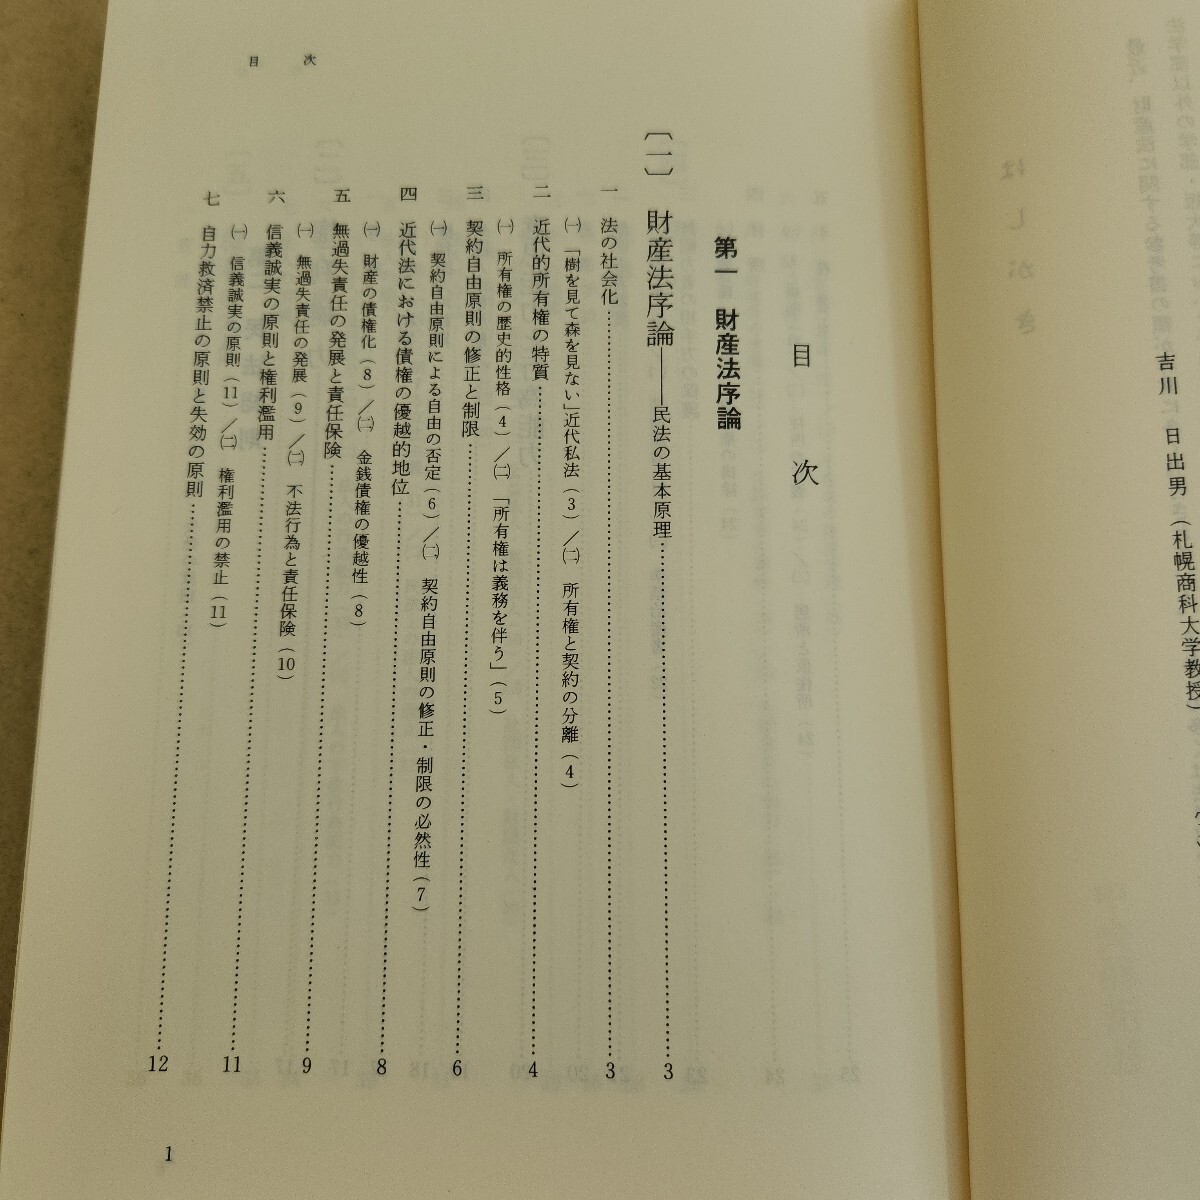 吉川 日出男（札幌商科大学教授）
目次
目次
第一 財産法序論
〔一〕 財産法序論――民法の基本原理……3
一 法の社会化……3
㈠ 「樹を見て森を見ない」近代私法（3）／㈡ 所有権と契約の分離（4）
二 近代的所有権の特質……4
㈠ 所有権の歴史的性格（4）／㈡ 「所有権は義務を伴う」（5）
三 契約自由原則の修正と制限……6
㈠ 契約自由原則による自由の否定（6）／㈡ 契約自由原則の修正・制限の必然性（7）
四 近代法における債権の優越的地位……8
㈠ 財産の債権化（8）／㈡ 金銭債権の優越性（8）
五 無過失責任の発展と責任保険……9
㈠ 無過失責任の発展（9）／㈡ 不法行為と責任保険（10）
六 信義誠実の原則と権利濫用……11
㈠ 信義誠実の原則（11）／㈡ 権利濫用の禁止（11）
七 自力救済禁止の原則と失効の原則……12
1